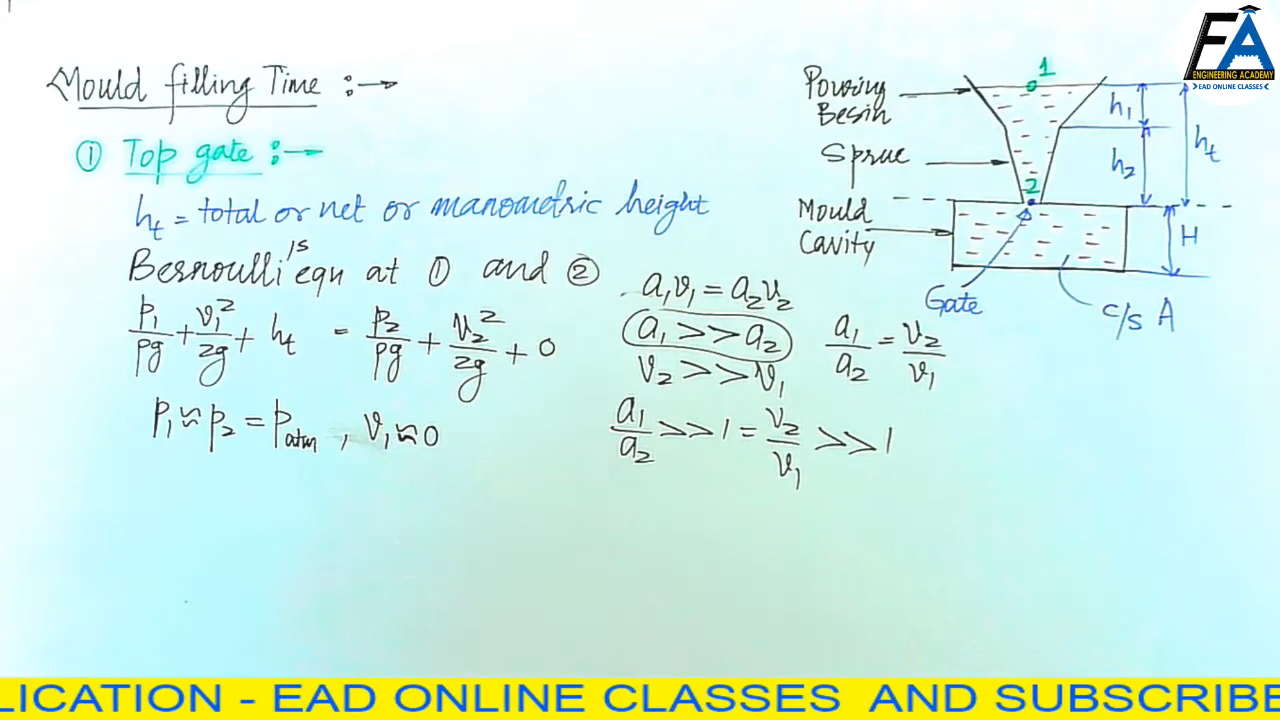 Mould filling Time :→
① Top gate :→
hₜ = total or net or manometric height
Bernoulli's eqn at ① and ②
p₁/ρg + v₁²/2g + hₜ = p₂/ρg + v₂²/2g + 0
p₁ ≈ p₂ = p_atm , v₁ ≈ 0
a₁v₁ = a₂v₂
a₁ >> a₂
a₁/a₂ = v₂/v₁
v₂ >> v₁
a₁/a₂ >> 1 = v₂/v₁ >> 1
Pouring
Besin
Sprue
Mould
Cavity
Gate
c/s A
1
2
h₁
h₂
hₜ
H
EA
ENGINEERING ACADEMY
EAD ONLINE CLASSES
LICATION - EAD ONLINE CLASSES AND SUBSCRIBE